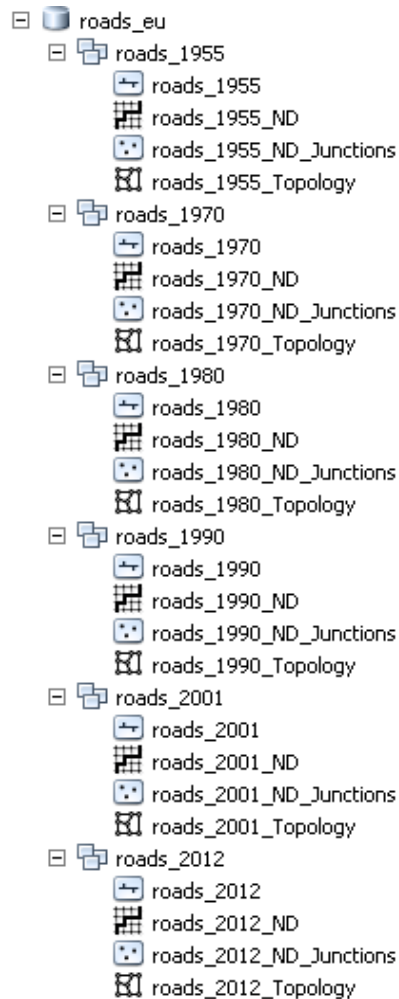 roads_eu
roads_1955
roads_1955
roads_1955_ND
roads_1955_ND_Junctions
roads_1955_Topology
roads_1970
roads_1970
roads_1970_ND
roads_1970_ND_Junctions
roads_1970_Topology
roads_1980
roads_1980
roads_1980_ND
roads_1980_ND_Junctions
roads_1980_Topology
roads_1990
roads_1990
roads_1990_ND
roads_1990_ND_Junctions
roads_1990_Topology
roads_2001
roads_2001
roads_2001_ND
roads_2001_ND_Junctions
roads_2001_Topology
roads_2012
roads_2012
roads_2012_ND
roads_2012_ND_Junctions
roads_2012_Topology